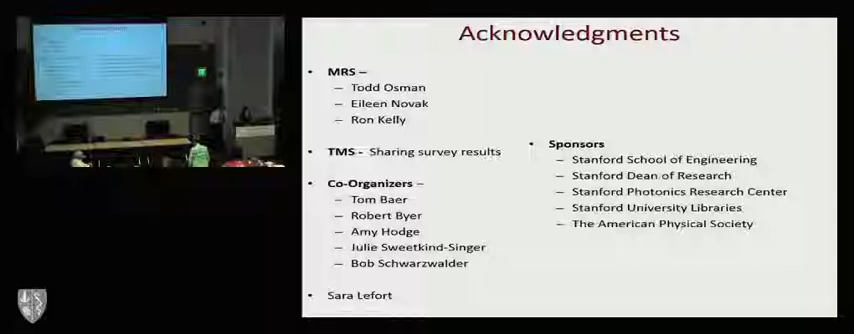 Acknowledgments
• MRS –
– Todd Osman
– Eileen Novak
– Ron Kelly
• TMS - Sharing survey results
• Co-Organizers –
– Tom Baer
– Robert Byer
– Amy Hodge
– Julie Sweetkind-Singer
– Bob Schwarzwalder
• Sara Lefort
• Sponsors
– Stanford School of Engineering
– Stanford Dean of Research
– Stanford Photonics Research Center
– Stanford University Libraries
– The American Physical Society